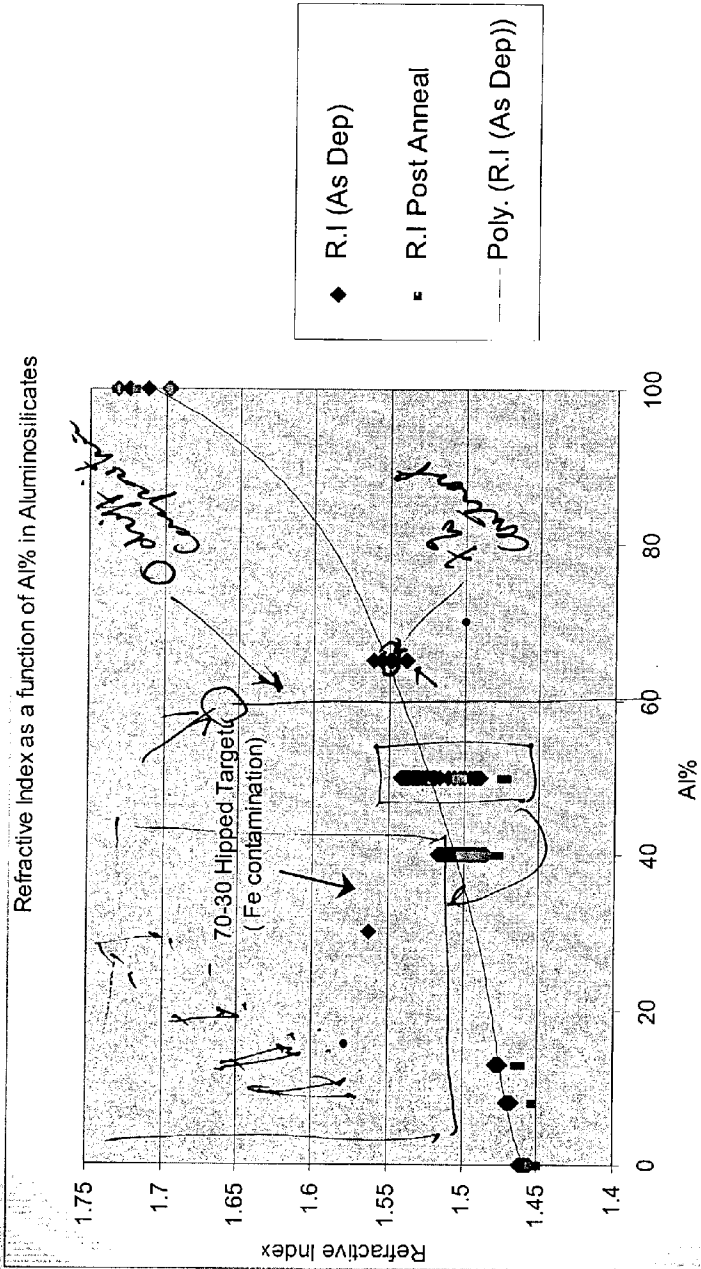 Refractive Index as a function of Al% in Aluminosilicates
1.75
1.7
1.65
1.6
1.55
1.5
1.45
1.4
Refractive Index
70-30 Hipped Target
( Fe contamination)
0
20
40
60
80
100
Al%
R.I (As Dep)
R.I Post Anneal
Poly. (R.I (As Dep))